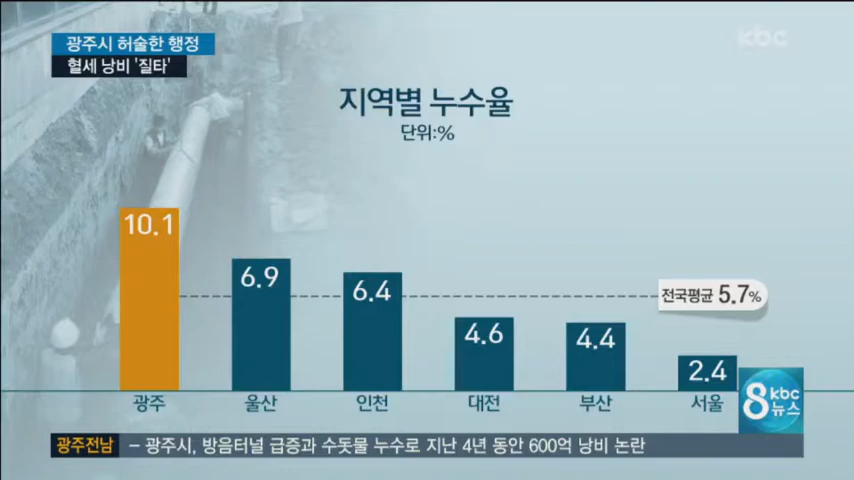 광주시 허술한 행정
혈세 낭비 '질타'
kbc
지역별 누수율
단위:%
10.1
6.9
6.4
4.6
4.4
2.4
전국평균 5.7%
광주
울산
인천
대전
부산
서울
8 kbc 뉴스
광주전남 – 광주시, 방음터널 급증과 수돗물 누수로 지난 4년 동안 600억 낭비 논란